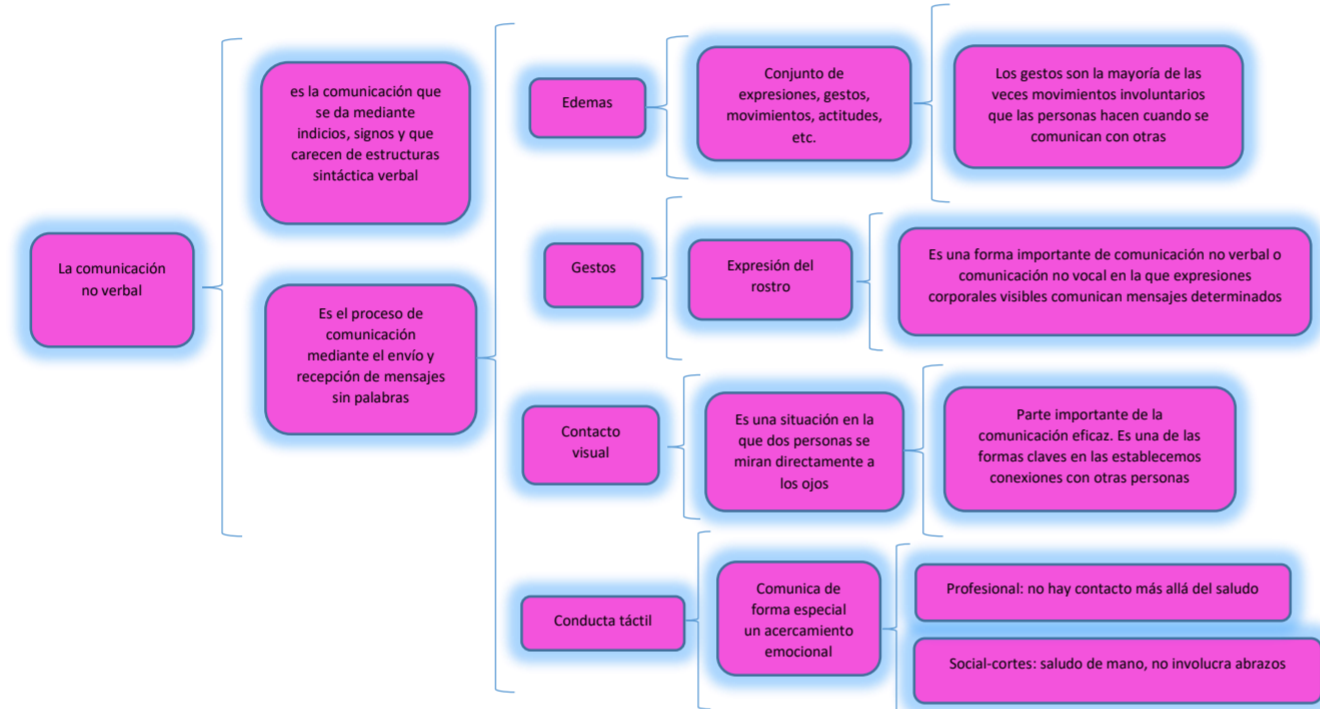 La comunicación
no verbal
es la comunicación que
se da mediante
indicios, signos y que
carecen de estructuras
sintáctica verbal
Es el proceso de
comunicación
mediante el envío y
recepción de mensajes
sin palabras
Edemas
Conjunto de
expresiones, gestos,
movimientos, actitudes,
etc.
Los gestos son la mayoría de las
veces movimientos involuntarios
que las personas hacen cuando se
comunican con otras
Gestos
Expresión del
rostro
Es una forma importante de comunicación no verbal o
comunicación no vocal en la que expresiones
corporales visibles comunican mensajes determinados
Contacto
visual
Es una situación en la
que dos personas se
miran directamente a
los ojos
Parte importante de la
comunicación eficaz. Es una de las
formas claves en las establecemos
conexiones con otras personas
Conducta táctil
Comunica de
forma especial
un acercamiento
emocional
Profesional: no hay contacto más allá del saludo
Social-cortes: saludo de mano, no involucra abrazos